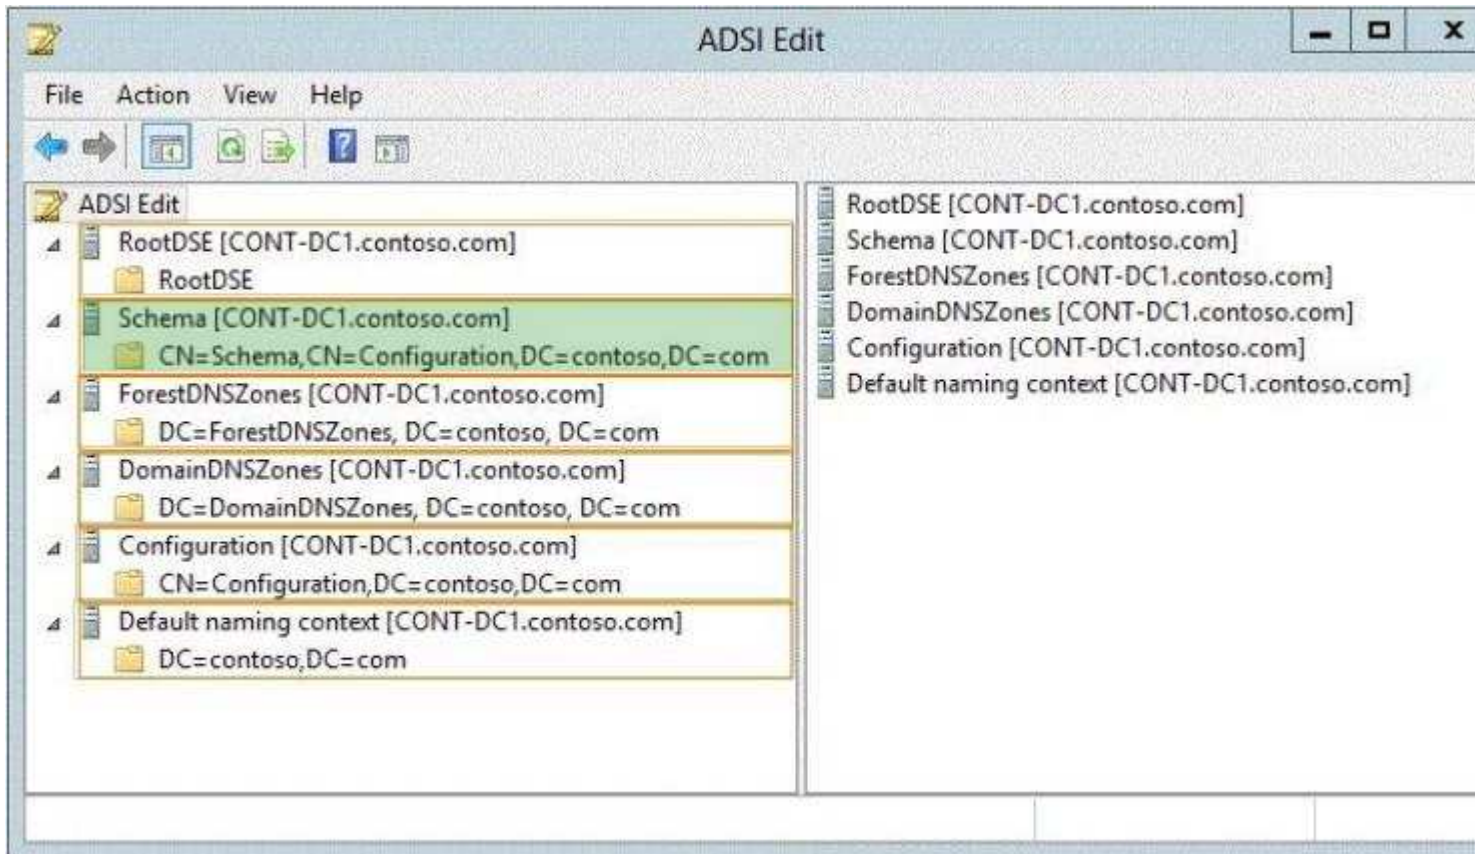 ADSI Edit
File Action View Help
ADSI Edit
RootDSE [CONT-DC1.contoso.com]
RootDSE
Schema [CONT-DC1.contoso.com]
CN=Schema,CN=Configuration,DC=contoso,DC=com
ForestDNSZones [CONT-DC1.contoso.com]
DC=ForestDNSZones, DC=contoso, DC=com
DomainDNSZones [CONT-DC1.contoso.com]
DC=DomainDNSZones, DC=contoso, DC=com
Configuration [CONT-DC1.contoso.com]
CN=Configuration,DC=contoso,DC=com
Default naming context [CONT-DC1.contoso.com]
DC=contoso,DC=com
RootDSE [CONT-DC1.contoso.com]
Schema [CONT-DC1.contoso.com]
ForestDNSZones [CONT-DC1.contoso.com]
DomainDNSZones [CONT-DC1.contoso.com]
Configuration [CONT-DC1.contoso.com]
Default naming context [CONT-DC1.contoso.com]